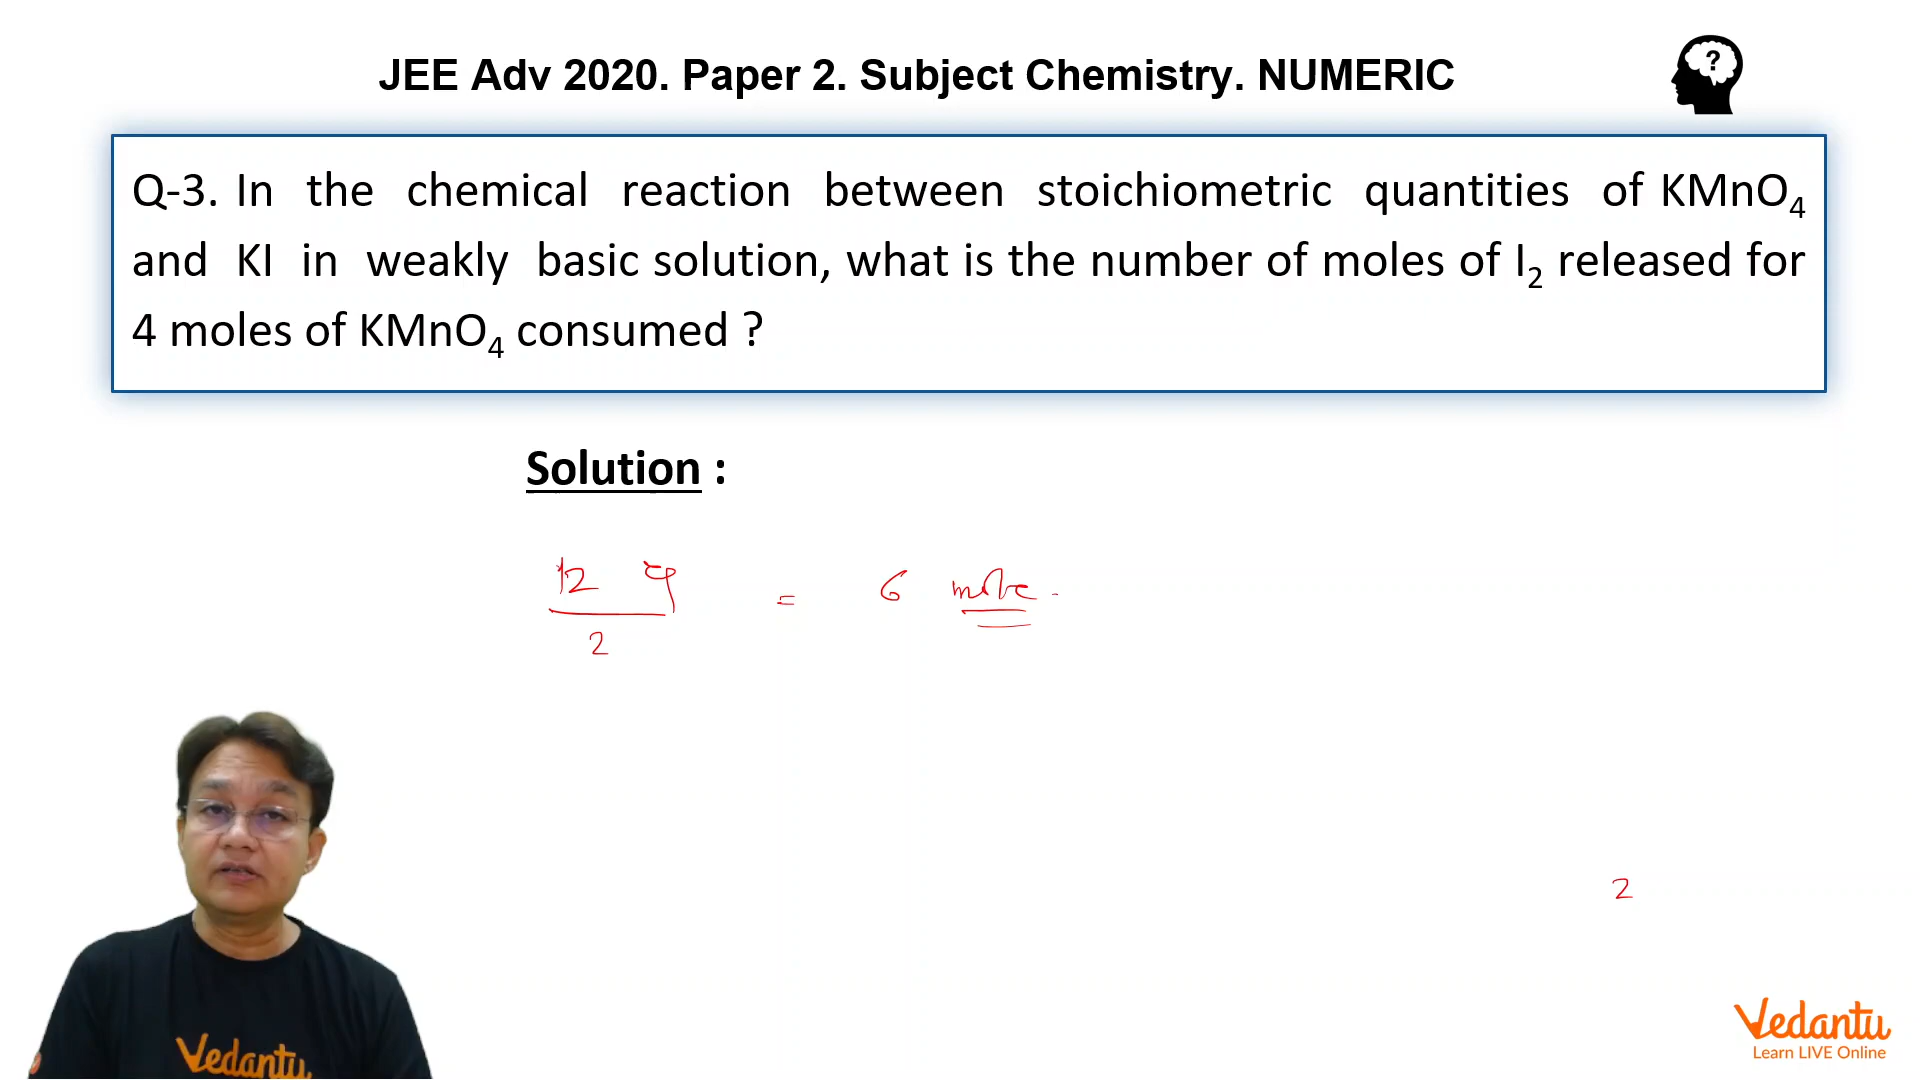 JEE Adv 2020. Paper 2. Subject Chemistry. NUMERIC
?
Q-3. In the chemical reaction between stoichiometric quantities of KMnO₄
and KI in weakly basic solution, what is the number of moles of I₂ released for
4 moles of KMnO₄ consumed ?
Solution :
12 eq
= 6 mole.
2
2
Vedantu
Learn LIVE Online
Vedantu